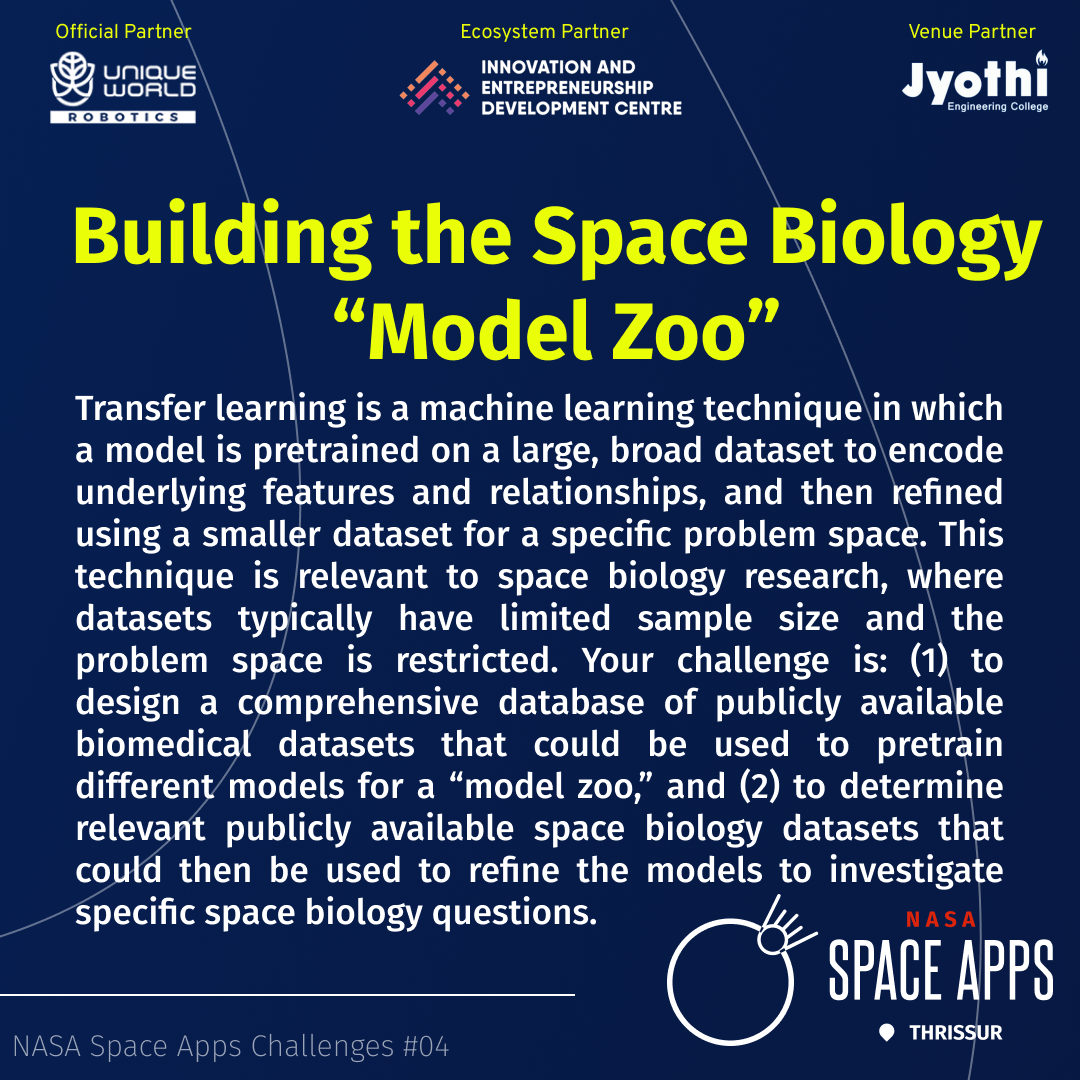 Official Partner
UNIQUE
WORLD
ROBOTICS
Ecosystem Partner
INNOVATION AND
ENTREPRENEURSHIP
DEVELOPMENT CENTRE
Venue Partner
Jyothi
Engineering College
Building the Space Biology
“Model Zoo”
Transfer learning is a machine learning technique in which
a model is pretrained on a large, broad dataset to encode
underlying features and relationships, and then refined
using a smaller dataset for a specific problem space. This
technique is relevant to space biology research, where
datasets typically have limited sample size and the
problem space is restricted. Your challenge is: (1) to
design a comprehensive database of publicly available
biomedical datasets that could be used to pretrain
different models for a “model zoo,” and (2) to determine
relevant publicly available space biology datasets that
could then be used to refine the models to investigate
specific space biology questions.
NASA
SPACE APPS
THRISSUR
NASA Space Apps Challenges #04